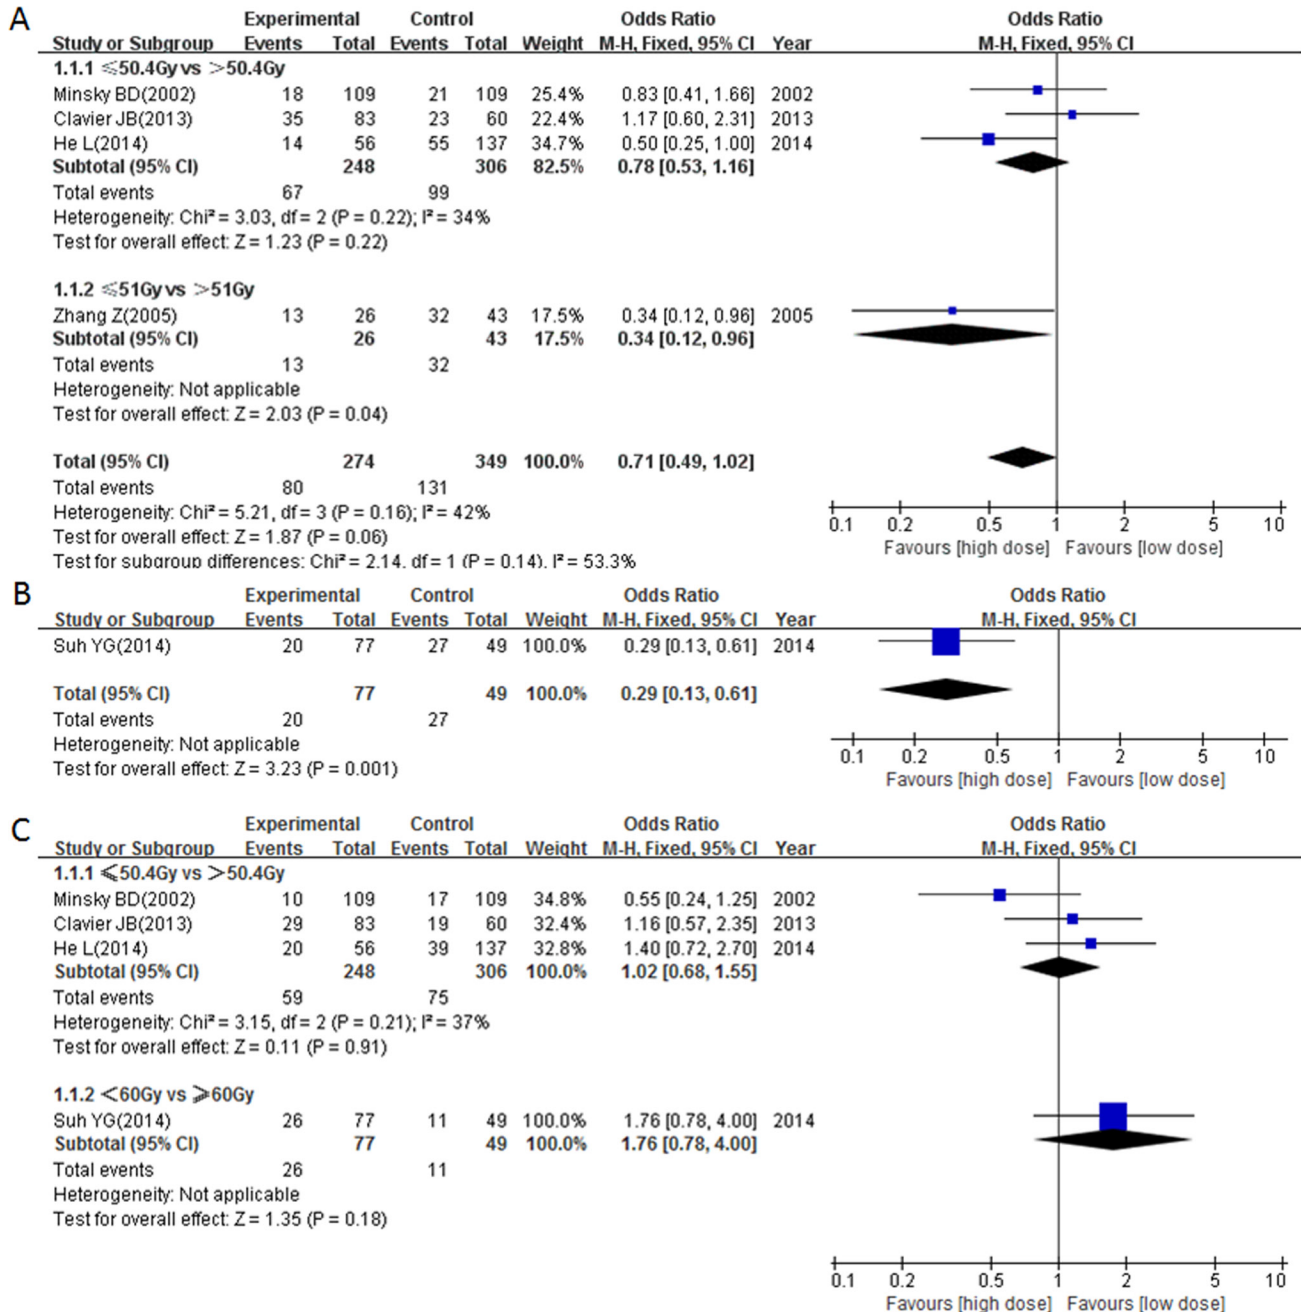 A
Experimental Control Odds Ratio Odds Ratio
Study or Subgroup Events Total Events Total Weight M-H, Fixed, 95% CI Year M-H, Fixed, 95% CI
1.1.1 ≤50.4Gy vs >50.4Gy
Minsky BD(2002) 18 109 21 109 25.4% 0.83 [0.41, 1.66] 2002
Clavier JB(2013) 35 83 23 60 22.4% 1.17 [0.60, 2.31] 2013
He L(2014) 14 56 55 137 34.7% 0.50 [0.25, 1.00] 2014
Subtotal (95% CI) 248 306 82.5% 0.78 [0.53, 1.16]
Total events 67 99
Heterogeneity: Chi² = 3.03, df = 2 (P = 0.22); I² = 34%
Test for overall effect: Z = 1.23 (P = 0.22)
1.1.2 ≤51Gy vs >51Gy
Zhang Z(2005) 13 26 32 43 17.5% 0.34 [0.12, 0.96] 2005
Subtotal (95% CI) 26 43 17.5% 0.34 [0.12, 0.96]
Total events 13 32
Heterogeneity: Not applicable
Test for overall effect: Z = 2.03 (P = 0.04)
Total (95% CI) 274 349 100.0% 0.71 [0.49, 1.02]
Total events 80 131
Heterogeneity: Chi² = 5.21, df = 3 (P = 0.16); I² = 42%
Test for overall effect: Z = 1.87 (P = 0.06)
Test for subgroup differences: Chi² = 2.14, df = 1 (P = 0.14), I² = 53.3%
0.1 0.2 0.5 1 2 5 10
Favours [high dose] Favours [low dose]
B
Experimental Control Odds Ratio Odds Ratio
Study or Subgroup Events Total Events Total Weight M-H, Fixed, 95% CI Year M-H, Fixed, 95% CI
Suh YG(2014) 20 77 27 49 100.0% 0.29 [0.13, 0.61] 2014
Total (95% CI) 77 49 100.0% 0.29 [0.13, 0.61]
Total events 20 27
Heterogeneity: Not applicable
Test for overall effect: Z = 3.23 (P = 0.001)
0.1 0.2 0.5 1 2 5 10
Favours [high dose] Favours [low dose]
C
Experimental Control Odds Ratio Odds Ratio
Study or Subgroup Events Total Events Total Weight M-H, Fixed, 95% CI Year M-H, Fixed, 95% CI
1.1.1 ≤50.4Gy vs >50.4Gy
Minsky BD(2002) 10 109 17 109 34.8% 0.55 [0.24, 1.25] 2002
Clavier JB(2013) 29 83 19 60 32.4% 1.16 [0.57, 2.35] 2013
He L(2014) 20 56 39 137 32.8% 1.40 [0.72, 2.70] 2014
Subtotal (95% CI) 248 306 100.0% 1.02 [0.68, 1.55]
Total events 59 75
Heterogeneity: Chi² = 3.15, df = 2 (P = 0.21); I² = 37%
Test for overall effect: Z = 0.11 (P = 0.91)
1.1.2 <60Gy vs ≥60Gy
Suh YG(2014) 26 77 11 49 100.0% 1.76 [0.78, 4.00] 2014
Subtotal (95% CI) 77 49 100.0% 1.76 [0.78, 4.00]
Total events 26 11
Heterogeneity: Not applicable
Test for overall effect: Z = 1.35 (P = 0.18)
0.1 0.2 0.5 1 2 5 10
Favours [high dose] Favours [low dose]